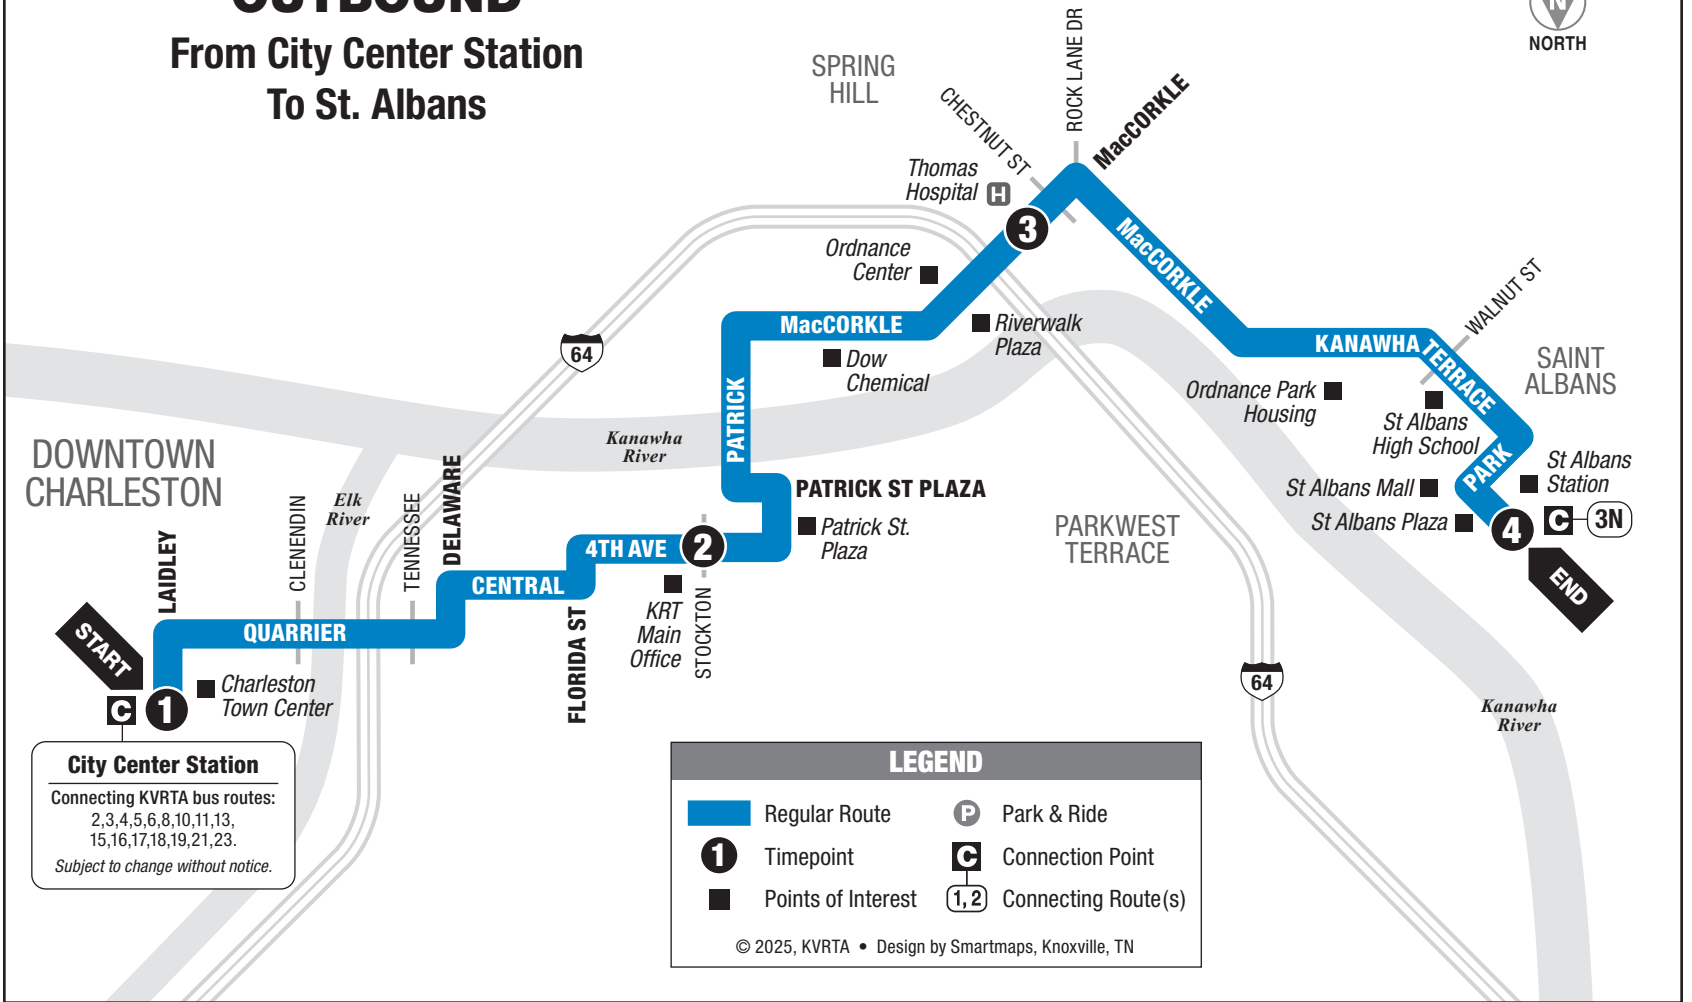 OUTBOUND
From City Center Station
To St. Albans
N
NORTH
SPRING
HILL
CHESTNUT ST
ROCK LANE DR
MacCORKLE
Thomas
Hospital
H
3
Ordnance
Center
MacCORKLE
Riverwalk
Plaza
MacCORKLE
Dow
Chemical
64
WALNUT ST
KANAWHA TERRACE
SAINT
ALBANS
Ordnance Park
Housing
St Albans
High School
PARK
St Albans
Station
St Albans Mall
St Albans Plaza
4
C
3N
END
PATRICK
Kanawha
River
PATRICK ST PLAZA
Patrick St.
Plaza
PARKWEST
TERRACE
DOWNTOWN
CHARLESTON
Elk
River
LAIDLEY
CLENENDIN
TENNESSEE
DELAWARE
4TH AVE
2
CENTRAL
KRT
Main
Office
STOCKTON
FLORIDA ST
QUARRIER
START
C
1
Charleston
Town Center
64
Kanawha
River
City Center Station
Connecting KVRTA bus routes:
2,3,4,5,6,8,10,11,13,
15,16,17,18,19,21,23.
Subject to change without notice.
LEGEND
Regular Route
P
Park & Ride
1
Timepoint
C
Connection Point
Points of Interest
1, 2
Connecting Route(s)
© 2025, KVRTA • Design by Smartmaps, Knoxville, TN